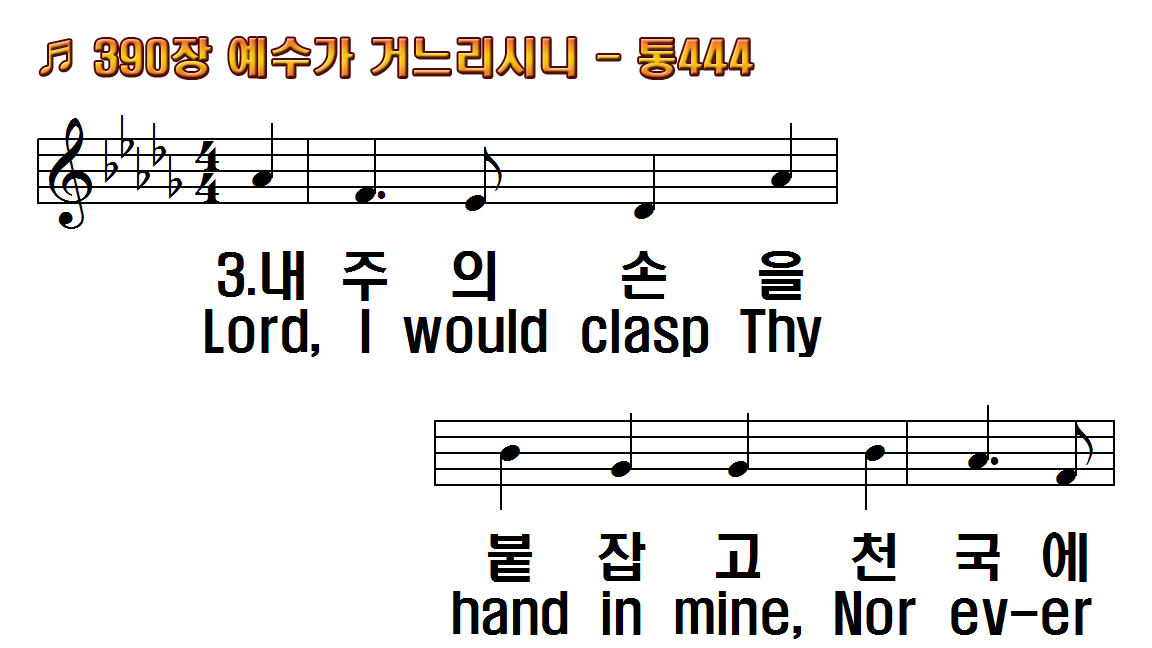 ♬ 390장 예수가 거느리시니 - 통444
4
4
3.내 주 의 손 을
Lord, I would clasp Thy
붙 잡 고 천 국 에
hand in mine, Nor ev-er